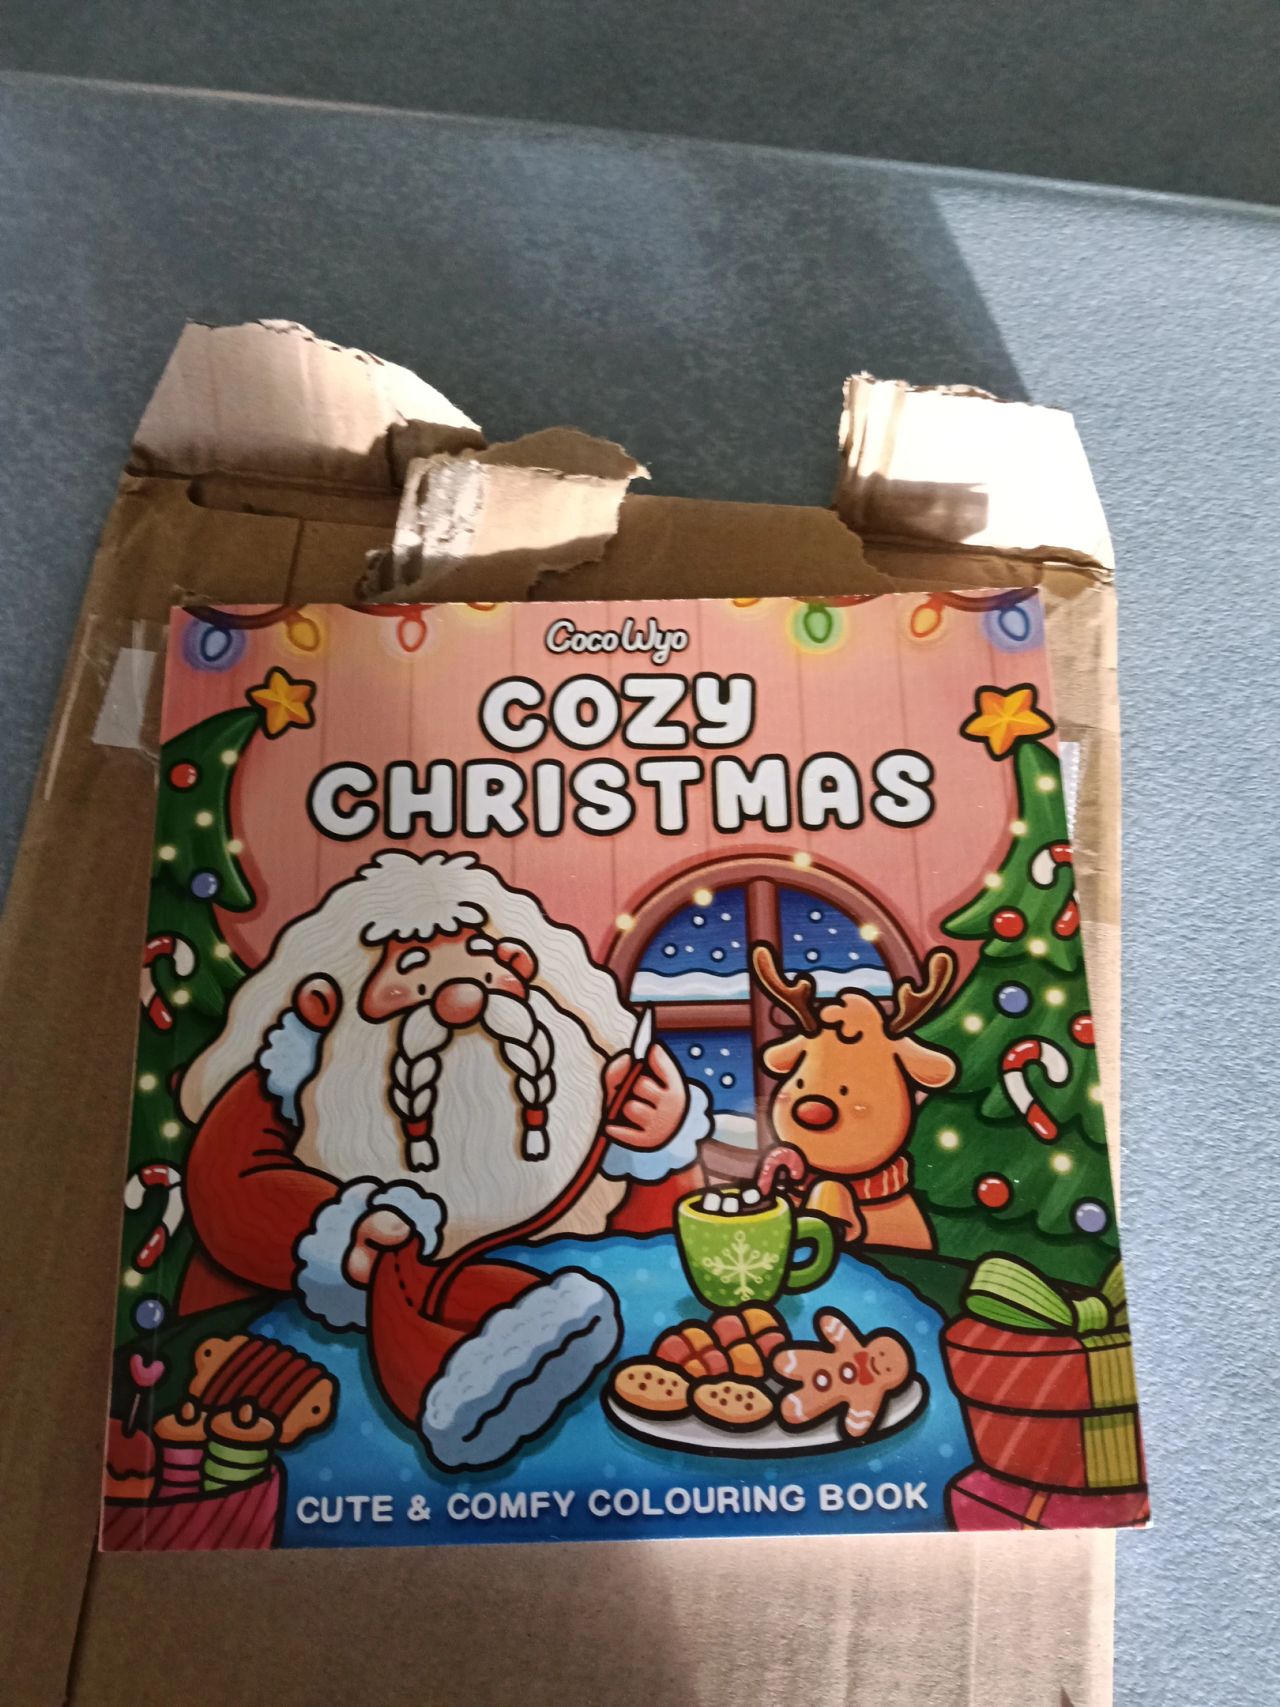 Coco Wyo
COZY
CHRISTMAS
CUTE & COMFY COLOURING BOOK